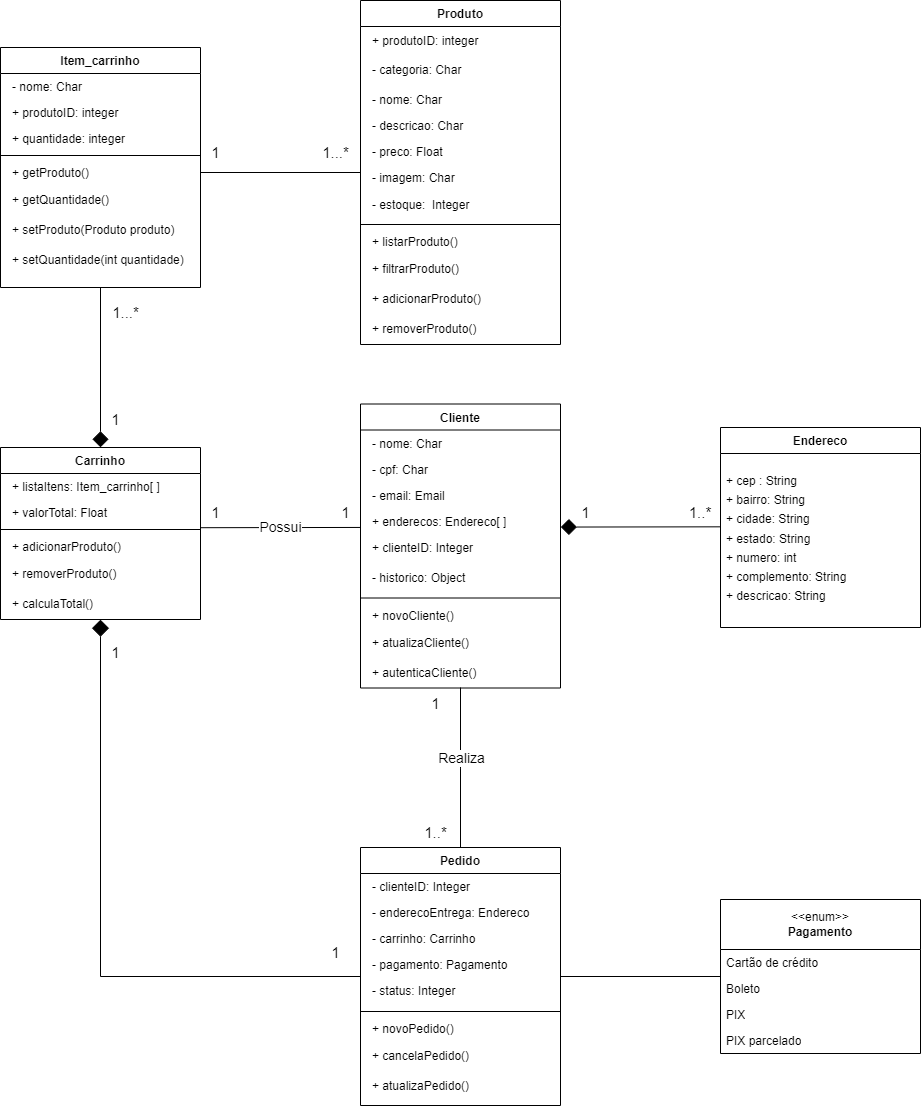 Produto
+ produtoID: integer
- categoria: Char
- nome: Char
- descricao: Char
- preco: Float
- imagem: Char
- estoque:  Integer
+ listarProduto()
+ filtrarProduto()
+ adicionarProduto()
+ removerProduto()
Item_carrinho
- nome: Char
+ produtoID: integer
+ quantidade: integer
+ getProduto()
+ getQuantidade()
+ setProduto(Produto produto)
+ setQuantidade(int quantidade)
1
1...*
1...*
1
Carrinho
+ listaItens: Item_carrinho[ ]
+ valorTotal: Float
+ adicionarProduto()
+ removerProduto()
+ calculaTotal()
1
Possui
1
Cliente
- nome: Char
- cpf: Char
- email: Email
+ enderecos: Endereco[ ]
+ clienteID: Integer
- historico: Object
+ novoCliente()
+ atualizaCliente()
+ autenticaCliente()
1
1..*
Endereco
+ cep : String
+ bairro: String
+ cidade: String
+ estado: String
+ numero: int
+ complemento: String
+ descricao: String
1
1
Realiza
1..*
1
Pedido
- clienteID: Integer
- enderecoEntrega: Endereco
- carrinho: Carrinho
- pagamento: Pagamento
- status: Integer
+ novoPedido()
+ cancelaPedido()
+ atualizaPedido()
<<enum>>
Pagamento
Cartão de crédito
Boleto
PIX
PIX parcelado